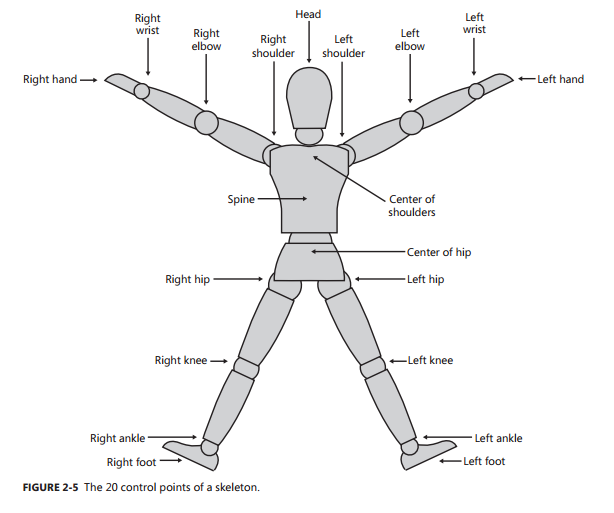 Head
Right
wrist
Right
elbow
Right
shoulder
Left
shoulder
Left
elbow
Left
wrist
Right hand
Left hand
Spine
Center of
shoulders
Center of hip
Right hip
Left hip
Right knee
Left knee
Right ankle
Left ankle
Right foot
Left foot
FIGURE 2-5 The 20 control points of a skeleton.